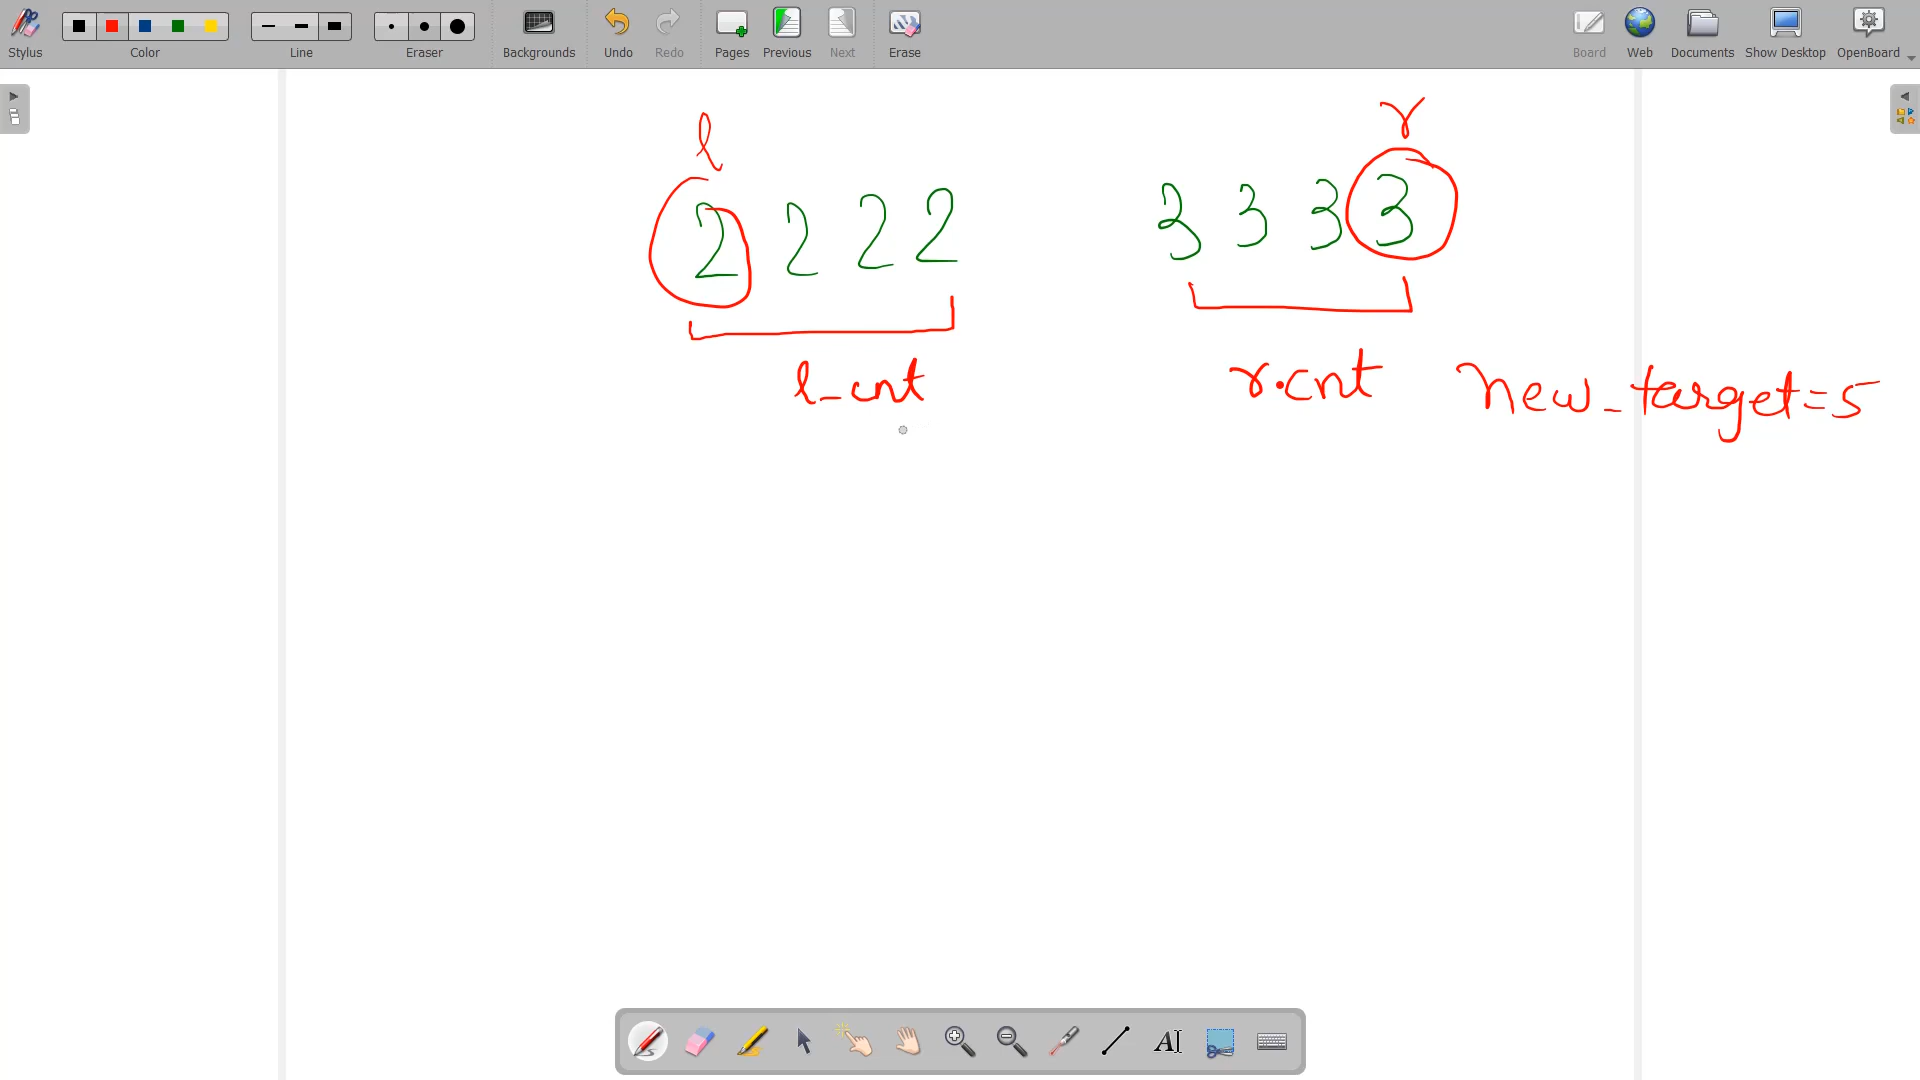 Stylus Color Line Eraser Backgrounds Undo Redo Pages Previous Next Erase Board Web Documents Show Desktop OpenBoard
l r
2 2 2 2 3 3 3 3
l_cnt r.cnt new_target=5
AI